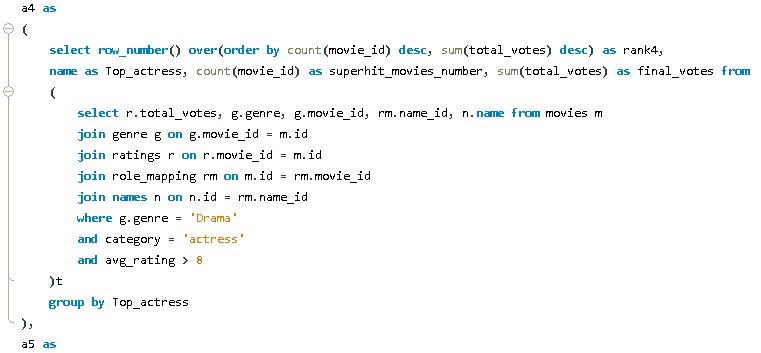 a4 as
(
select row_number() over(order by count(movie_id) desc, sum(total_votes) desc) as rank4,
name as Top_actress, count(movie_id) as superhit_movies_number, sum(total_votes) as final_votes from
(
select r.total_votes, g.genre, g.movie_id, rm.name_id, n.name from movies m
join genre g on g.movie_id = m.id
join ratings r on r.movie_id = m.id
join role_mapping rm on m.id = rm.movie_id
join names n on n.id = rm.name_id
where g.genre = 'Drama'
and category = 'actress'
and avg_rating > 8
)t
group by Top_actress
),
a5 as